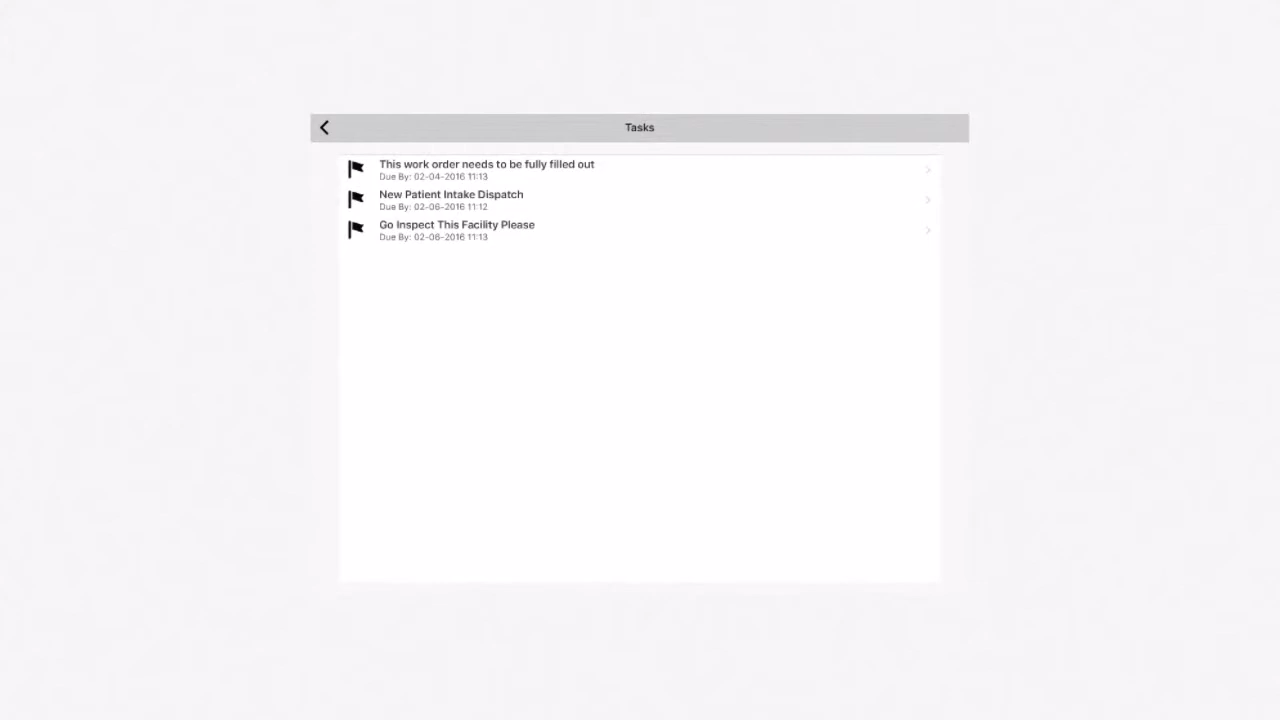 Tasks
This work order needs to be fully filled out
Due By: 02-04-2016 11:13
New Patient Intake Dispatch
Due By: 02-06-2016 11:12
Go Inspect This Facility Please
Due By: 02-08-2016 11:13